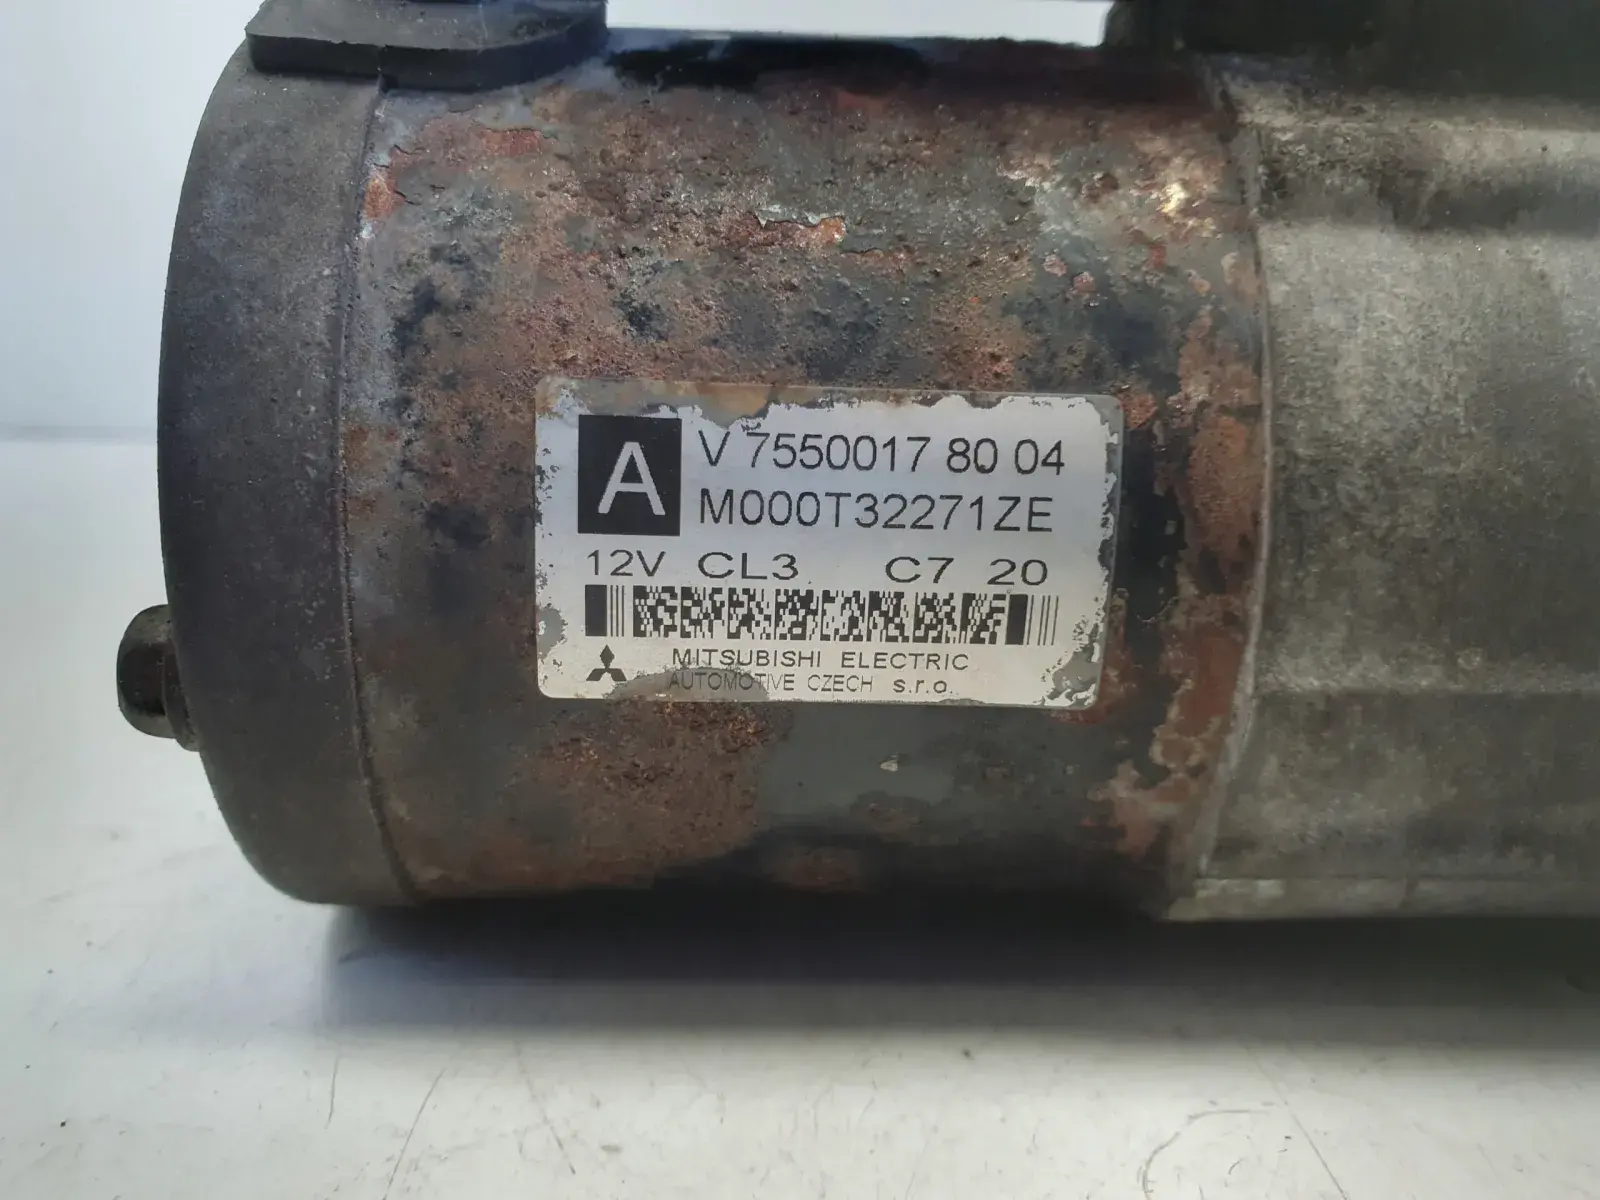 A
V 7550017 80 04
M000T32271ZE
12V CL3 C7 20
MITSUBISHI ELECTRIC
AUTOMOTIVE CZECH s.r.o.